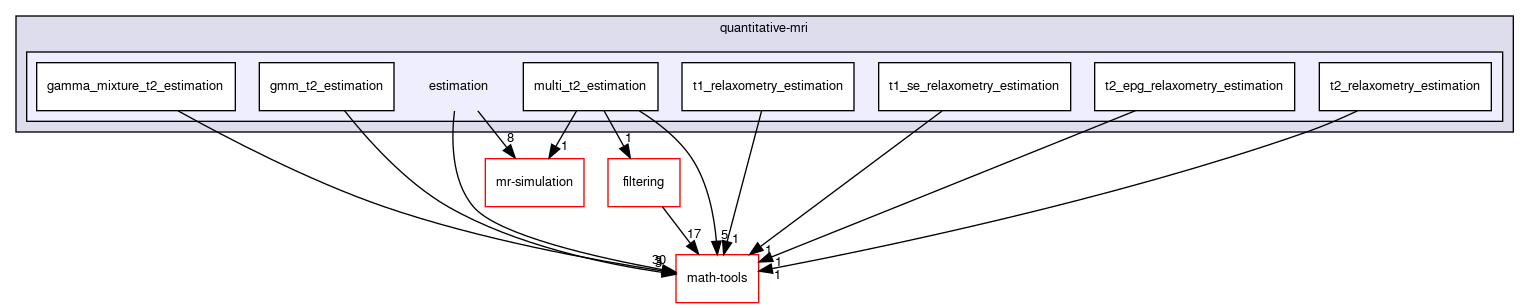 quantitative-mri
gamma_mixture_t2_estimation
gmm_t2_estimation
estimation
multi_t2_estimation
t1_relaxometry_estimation
t1_se_relaxometry_estimation
t2_epg_relaxometry_estimation
t2_relaxometry_estimation
8
1
1
mr-simulation
filtering
17
5
1
1
1
1
30
math-tools